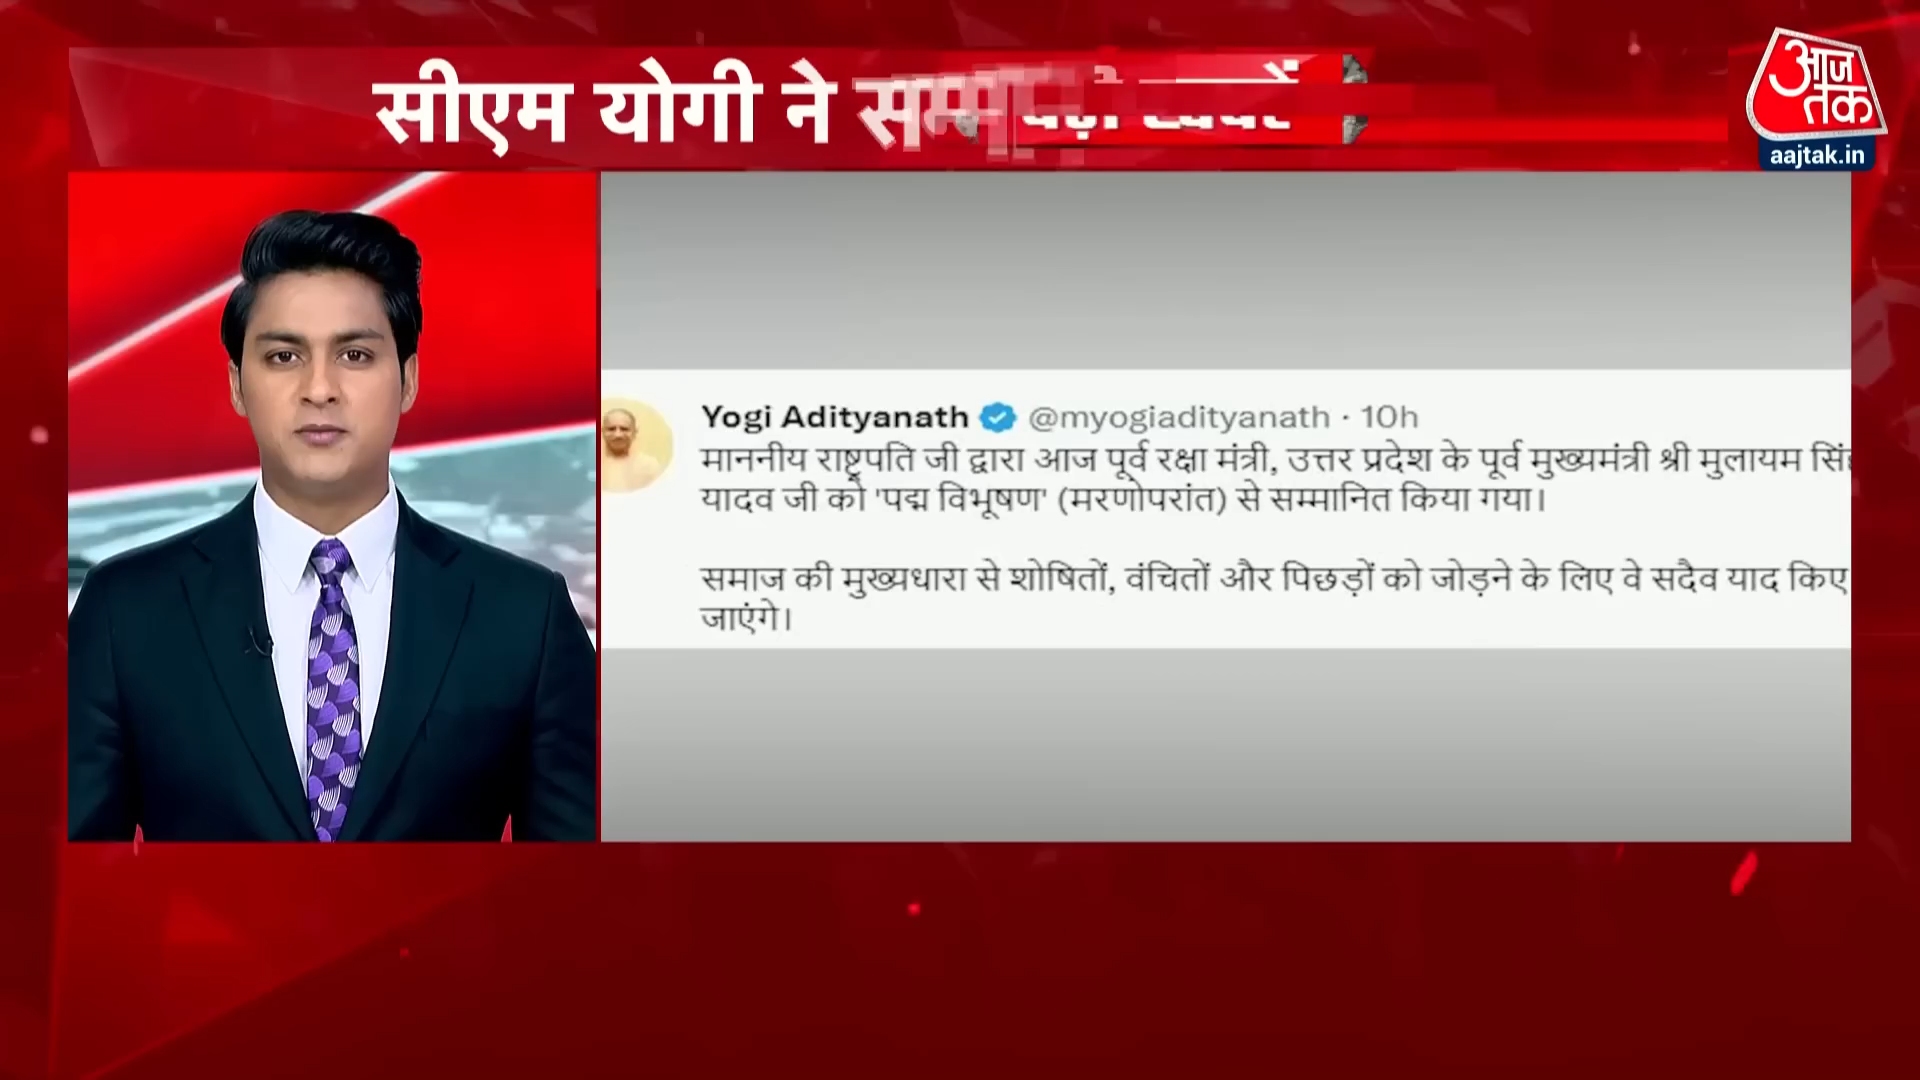 सीएम योगी ने
आज
तक
aajtak.in
Yogi Adityanath @myogiadityanath · 10h
माननीय राष्ट्रपति जी द्वारा आज पूर्व रक्षा मंत्री, उत्तर प्रदेश के पूर्व मुख्यमंत्री श्री मुलायम
यादव जी को 'पद्म विभूषण' (मरणोपरांत) से सम्मानित किया गया।
समाज की मुख्यधारा से शोषितों, वंचितों और पिछड़ों को जोड़ने के लिए वे सदैव याद किए
जाएंगे।